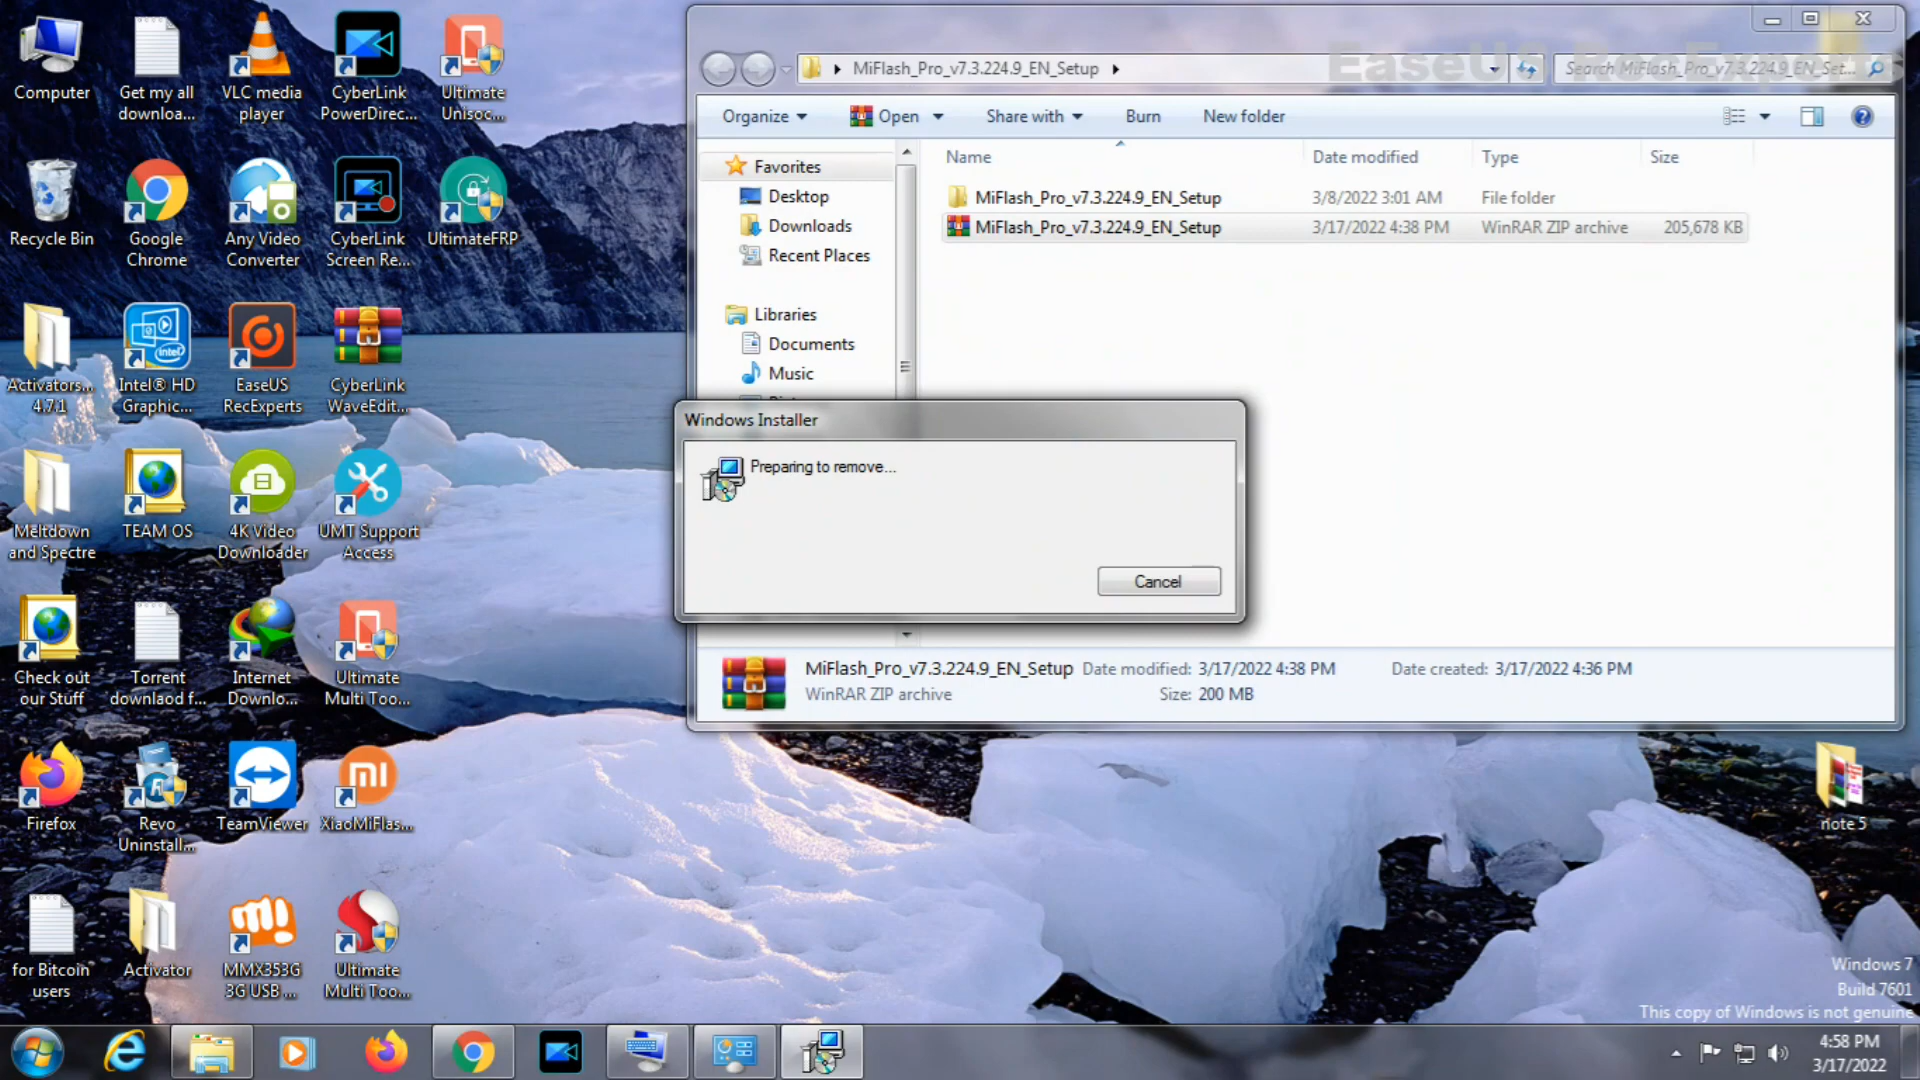 Computer
Get my all
downloa...
VLC media
player
CyberLink
PowerDirec...
Ultimate
Unisoc...
Recycle Bin
Google
Chrome
Any Video
Converter
CyberLink
Screen Re...
UltimateFRP
Activators...
4.7.1
Intel® HD
Graphic...
EaseUS
RecExperts
CyberLink
WaveEdit...
Meltdown
and Spectre
TEAM OS
4K Video
Downloader
UMT Support
Access
Check out
our Stuff
Torrent
downlaod f...
Internet
Downlo...
Ultimate
Multi Too...
Firefox
Revo
Uninstall...
TeamViewer
XiaoMiFlas...
for Bitcoin
users
Activator
MMX353G
3G USB ...
Ultimate
Multi Too...
MiFlash_Pro_v7.3.224.9_EN_Setup
Search MiFlash_Pro_v7.3.224.9_EN_Set...
EaseUS RecExperts
Organize
Open
Share with
Burn
New folder
Name
Date modified
Type
Size
Favorites
Desktop
Downloads
Recent Places
Libraries
Documents
Music
MiFlash_Pro_v7.3.224.9_EN_Setup 3/8/2022 3:01 AM File folder
MiFlash_Pro_v7.3.224.9_EN_Setup 3/17/2022 4:38 PM WinRAR ZIP archive 205,678 KB
Windows Installer
Preparing to remove...
Cancel
MiFlash_Pro_v7.3.224.9_EN_Setup Date modified: 3/17/2022 4:38 PM Date created: 3/17/2022 4:36 PM
WinRAR ZIP archive Size: 200 MB
note 5
Windows 7
Build 7601
This copy of Windows is not genuine
4:58 PM
3/17/2022